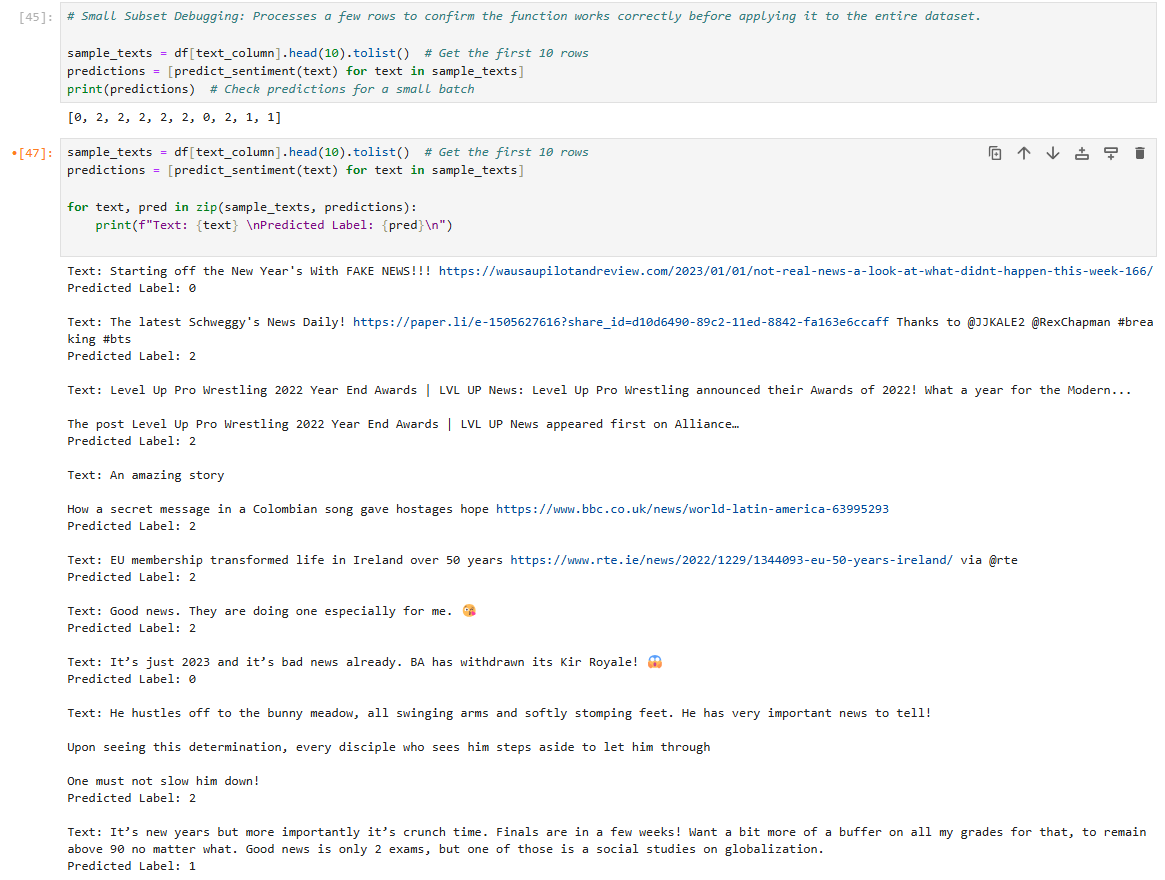 [45]:
# Small Subset Debugging: Processes a few rows to confirm the function works correctly before applying it to the entire dataset.
sample_texts = df[text_column].head(10).tolist()  # Get the first 10 rows
predictions = [predict_sentiment(text) for text in sample_texts]
print(predictions)  # Check predictions for a small batch
[0, 2, 2, 2, 2, 2, 0, 2, 1, 1]
•[47]:
sample_texts = df[text_column].head(10).tolist()  # Get the first 10 rows
predictions = [predict_sentiment(text) for text in sample_texts]
for text, pred in zip(sample_texts, predictions):
    print(f"Text: {text} \nPredicted Label: {pred}\n")
Text: Starting off the New Year's With FAKE NEWS!!! https://wausaupilotandreview.com/2023/01/01/not-real-news-a-look-at-what-didnt-happen-this-week-166/
Predicted Label: 0
Text: The latest Schweggy's News Daily! https://paper.li/e-1505627616?share_id=d10d6490-89c2-11ed-8842-fa163e6ccaff Thanks to @JJKALE2 @RexChapman #brea
king #bts
Predicted Label: 2
Text: Level Up Pro Wrestling 2022 Year End Awards | LVL UP News: Level Up Pro Wrestling announced their Awards of 2022! What a year for the Modern...
The post Level Up Pro Wrestling 2022 Year End Awards | LVL UP News appeared first on Alliance…
Predicted Label: 2
Text: An amazing story
How a secret message in a Colombian song gave hostages hope https://www.bbc.co.uk/news/world-latin-america-63995293
Predicted Label: 2
Text: EU membership transformed life in Ireland over 50 years https://www.rte.ie/news/2022/1229/1344093-eu-50-years-ireland/ via @rte
Predicted Label: 2
Text: Good news. They are doing one especially for me. 😘
Predicted Label: 2
Text: It’s just 2023 and it’s bad news already. BA has withdrawn its Kir Royale! 😱
Predicted Label: 0
Text: He hustles off to the bunny meadow, all swinging arms and softly stomping feet. He has very important news to tell!
Upon seeing this determination, every disciple who sees him steps aside to let him through
One must not slow him down!
Predicted Label: 2
Text: It’s new years but more importantly it’s crunch time. Finals are in a few weeks! Want a bit more of a buffer on all my grades for that, to remain
above 90 no matter what. Good news is only 2 exams, but one of those is a social studies on globalization.
Predicted Label: 1